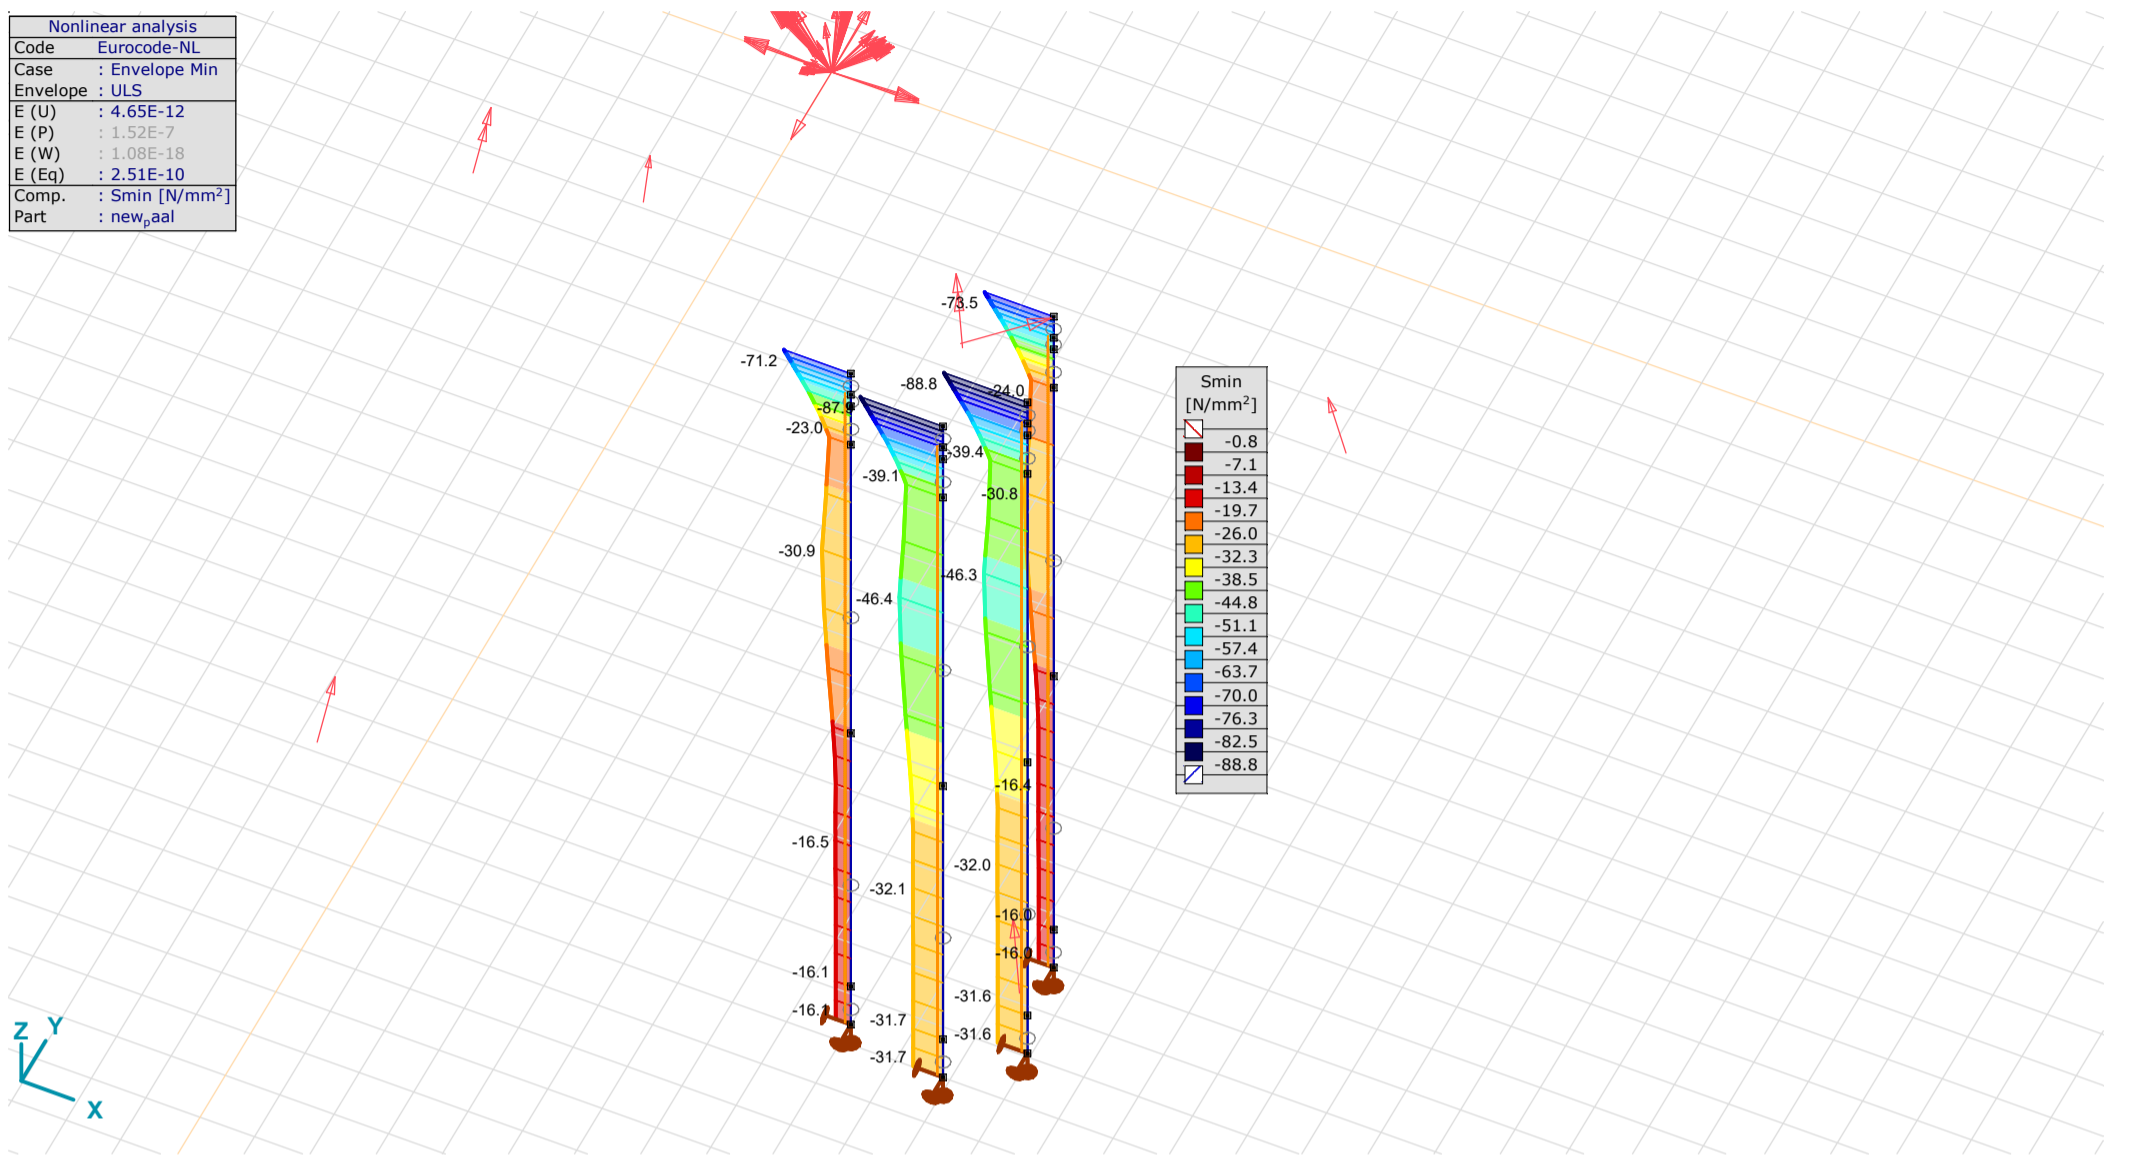 Nonlinear analysis
Code Eurocode-NL
Case : Envelope Min
Envelope : ULS
E (U) : 4.65E-12
E (P) : 1.52E-7
E (W) : 1.08E-18
E (Eq) : 2.51E-10
Comp. : Smin [N/mm²]
Part : newₚaal
-73.5
-71.2
-88.8
-24.0
-23.0
-39.4
-39.1
-30.8
-30.9
-46.3
-46.4
-16.4
-16.5
-32.0
-32.1
-16.0
-16.0
-16.1
-31.6
-16.1
-31.7
-31.6
-31.7
Smin
[N/mm²]
-0.8
-7.1
-13.4
-19.7
-26.0
-32.3
-38.5
-44.8
-51.1
-57.4
-63.7
-70.0
-76.3
-82.5
-88.8
Z Y
X